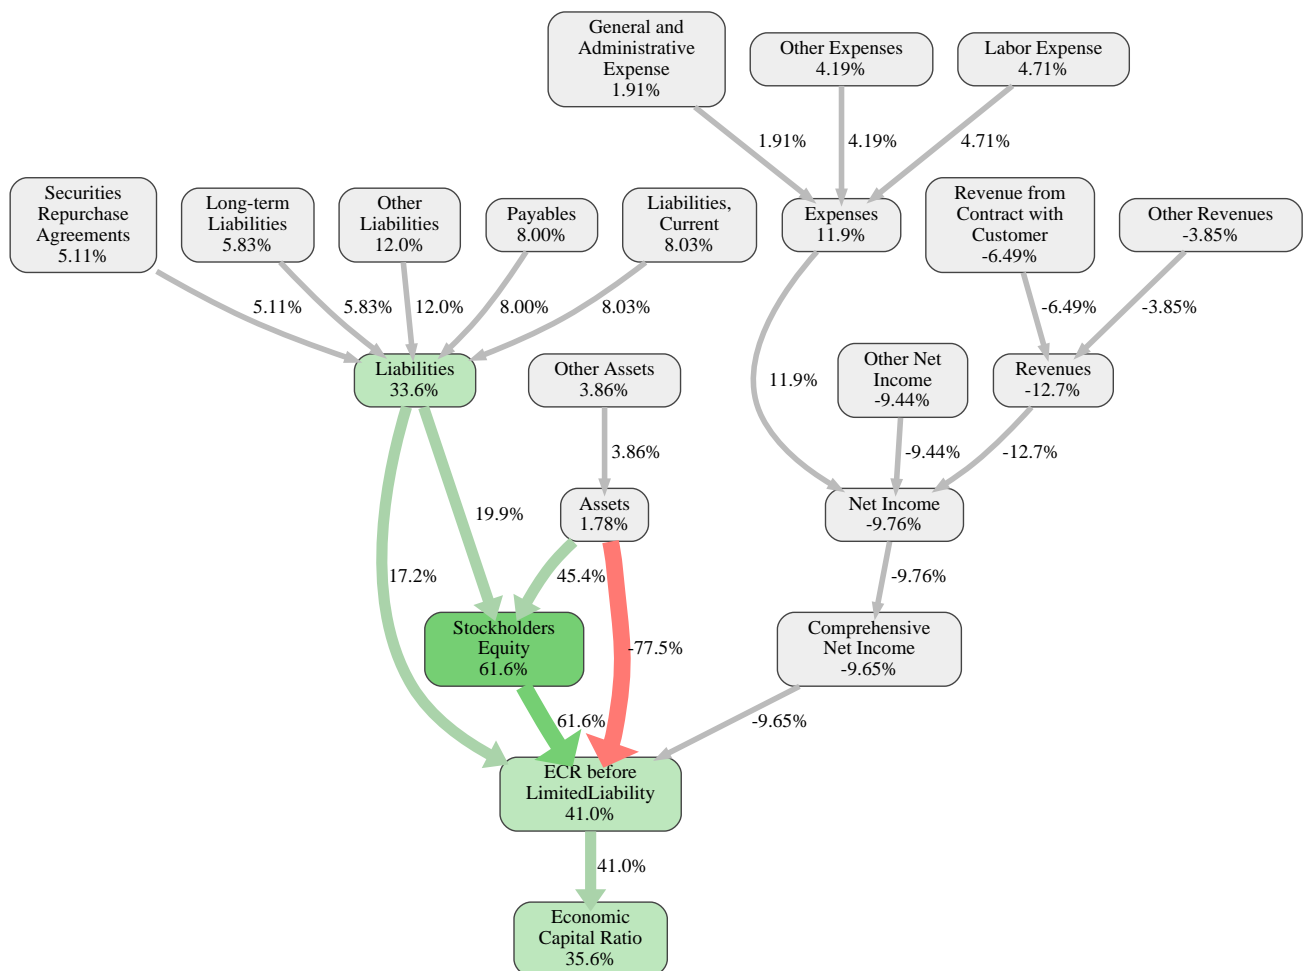 General and
Administrative
Expense
1.91%
Other Expenses
4.19%
Labor Expense
4.71%
1.91%
4.19%
4.71%
Securities
Repurchase
Agreements
5.11%
Long-term
Liabilities
5.83%
Other
Liabilities
12.0%
Payables
8.00%
Liabilities,
Current
8.03%
Expenses
11.9%
Revenue from
Contract with
Customer
-6.49%
Other Revenues
-3.85%
5.11%
5.83%
12.0%
8.00%
8.03%
-6.49%
-3.85%
Liabilities
33.6%
Other Assets
3.86%
11.9%
Other Net
Income
-9.44%
Revenues
-12.7%
3.86%
-9.44%
-12.7%
19.9%
Assets
1.78%
Net Income
-9.76%
17.2%
45.4%
-9.76%
Stockholders
Equity
61.6%
-77.5%
Comprehensive
Net Income
-9.65%
61.6%
-9.65%
ECR before
LimitedLiability
41.0%
41.0%
Economic
Capital Ratio
35.6%